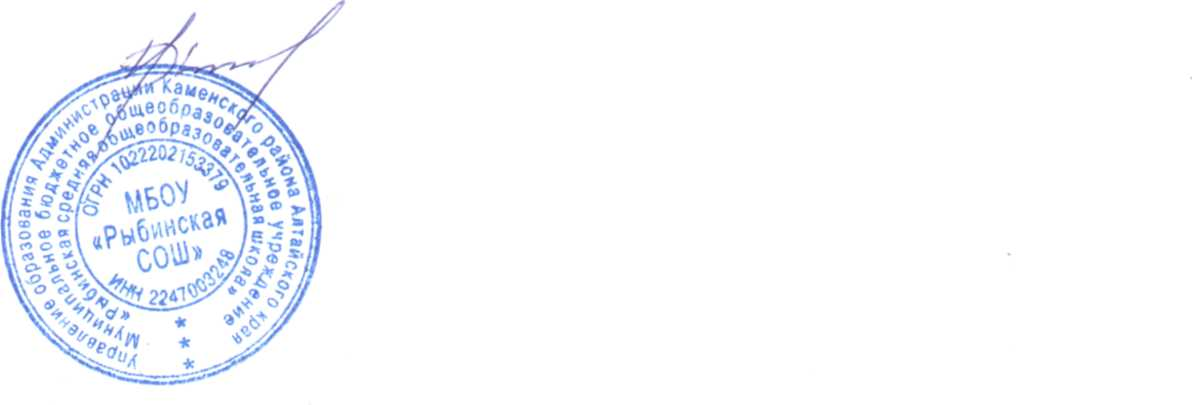 Управление образования Администрации Каменского района Алтайского края
Муниципальное бюджетное общеобразовательное учреждение
«Рыбинская средняя общеобразовательная школа»
ОГРН 1022202153379
МБОУ
«Рыбинская
СОШ»
ИНН 2247003248
* * *